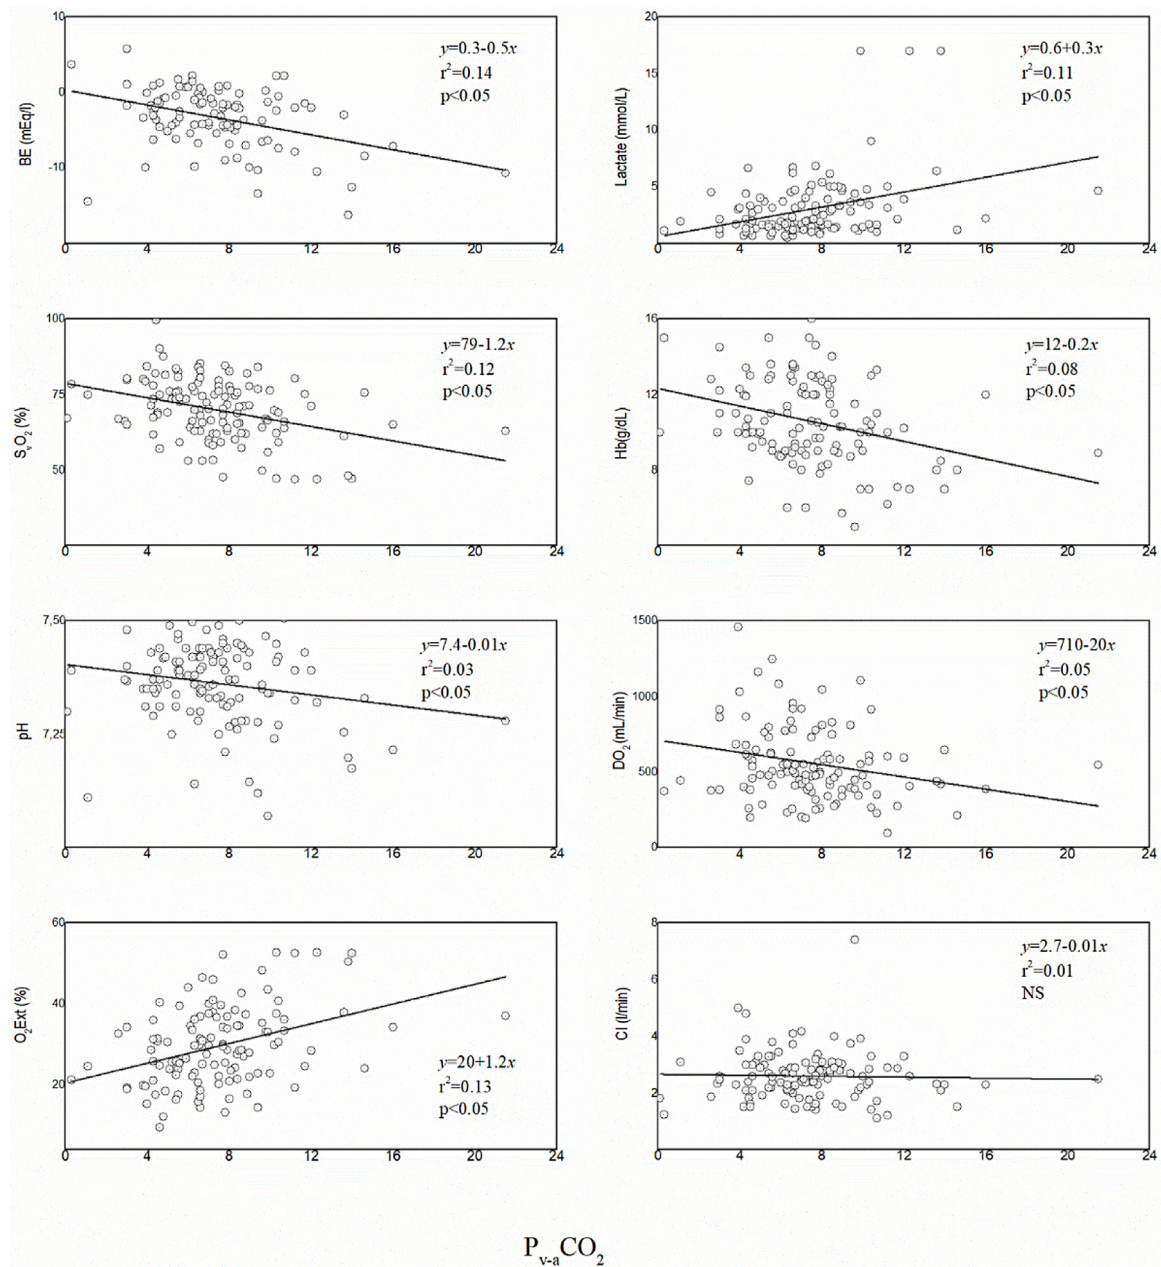 10
0
-10
BE (mEq/l)
y=0.3-0.5x
r²=0.14
p<0.05
0 4 8 12 16 20 24
20
15
10
5
Lactate (mmol/L)
y=0.6+0.3x
r²=0.11
p<0.05
0 4 8 12 16 20 24
100
75
50
SvO2 (%)
y=79-1.2x
r²=0.12
p<0.05
0 4 8 12 16 20 24
16
12
8
Hb(g/dL)
y=12-0.2x
r²=0.08
p<0.05
0 4 8 12 16 20 24
7,50
7,25
pH
y=7.4-0.01x
r²=0.03
p<0.05
0 4 8 12 16 20 24
1500
1000
500
0
DO2 (mL/min)
y=710-20x
r²=0.05
p<0.05
0 4 8 12 16 20 24
60
40
20
O2Ext (%)
y=20+1.2x
r²=0.13
p<0.05
0 4 8 12 16 20 24
8
6
4
2
CI (l/min)
y=2.7-0.01x
r²=0.01
NS
0 4 8 12 16 20 24
Pv-aCO2